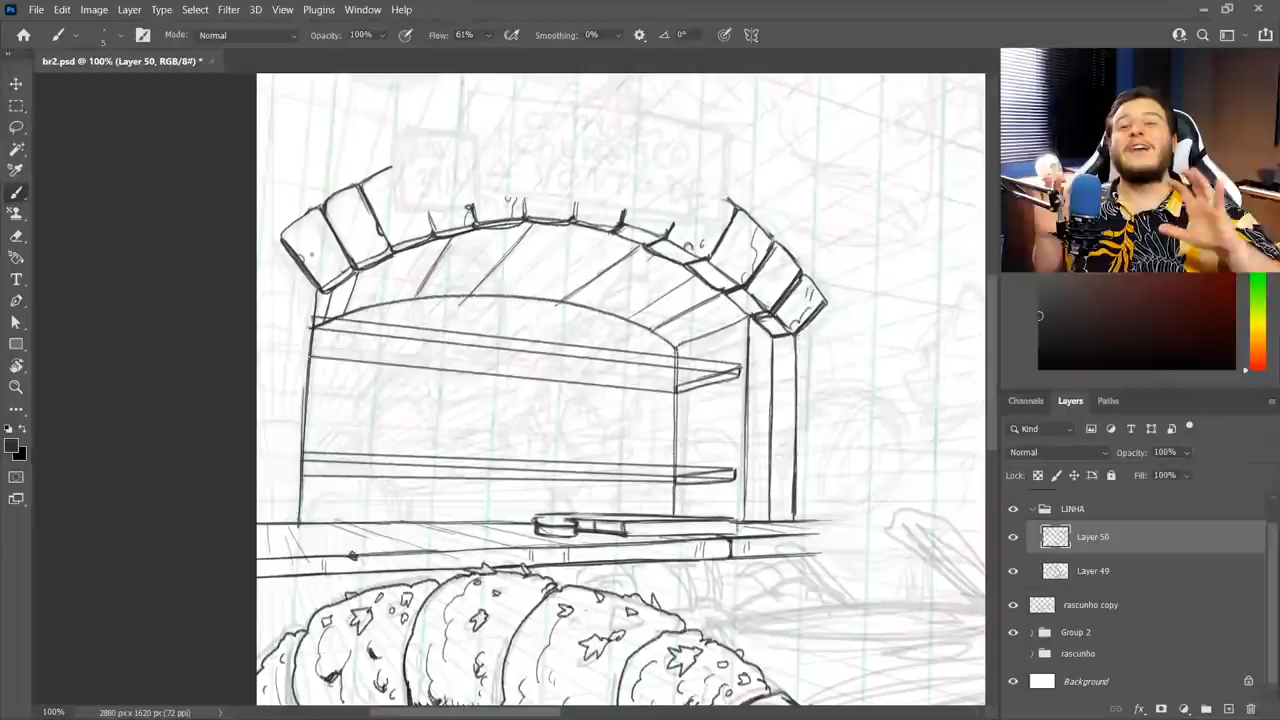 Ps File Edit Image Layer Type Select Filter 3D View Plugins Window Help
5 Mode: Normal Opacity: 100% Flow: 61% Smoothing: 0% 0°
br2.psd @ 100% (Layer 50, RGB/8#) *
Channels Layers Paths
Kind
Normal Opacity: 100%
Lock: Fill: 100%
LINHA
Layer 50
Layer 49
rascunho copy
Group 2
rascunho
Background
100% 2880 px x 1620 px (72 ppi)